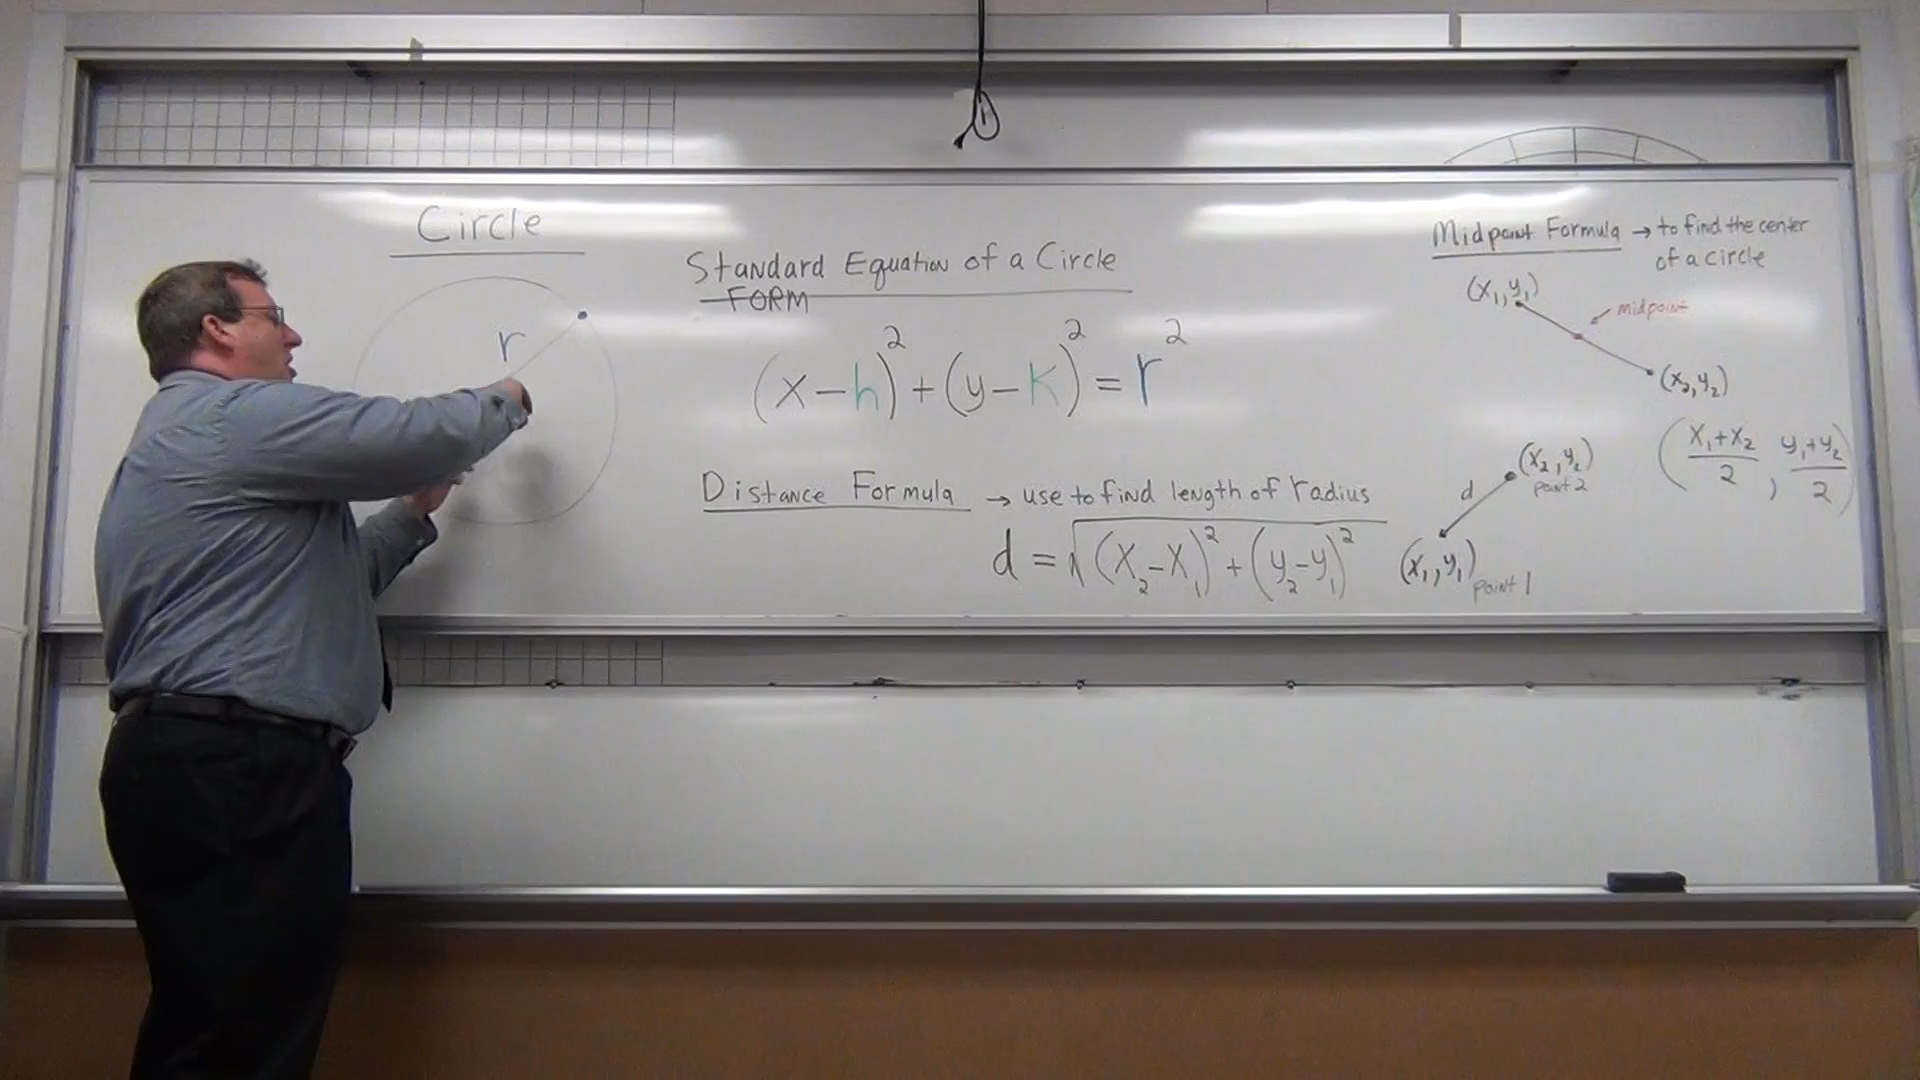 Circle
r
Standard Equation of a Circle
FORM
(x-h)²+(y-k)²=r²
Distance Formula → use to find length of radius
d = √(x₂-x₁)²+(y₂-y₁)²
d
(x₂,y₂)
point 2
(x₁,y₁)
point 1
Midpoint Formula → to find the center
of a circle
(x₁,y₁)
midpoint
(x₂,y₂)
(x₁+x₂/2, y₁+y₂/2)